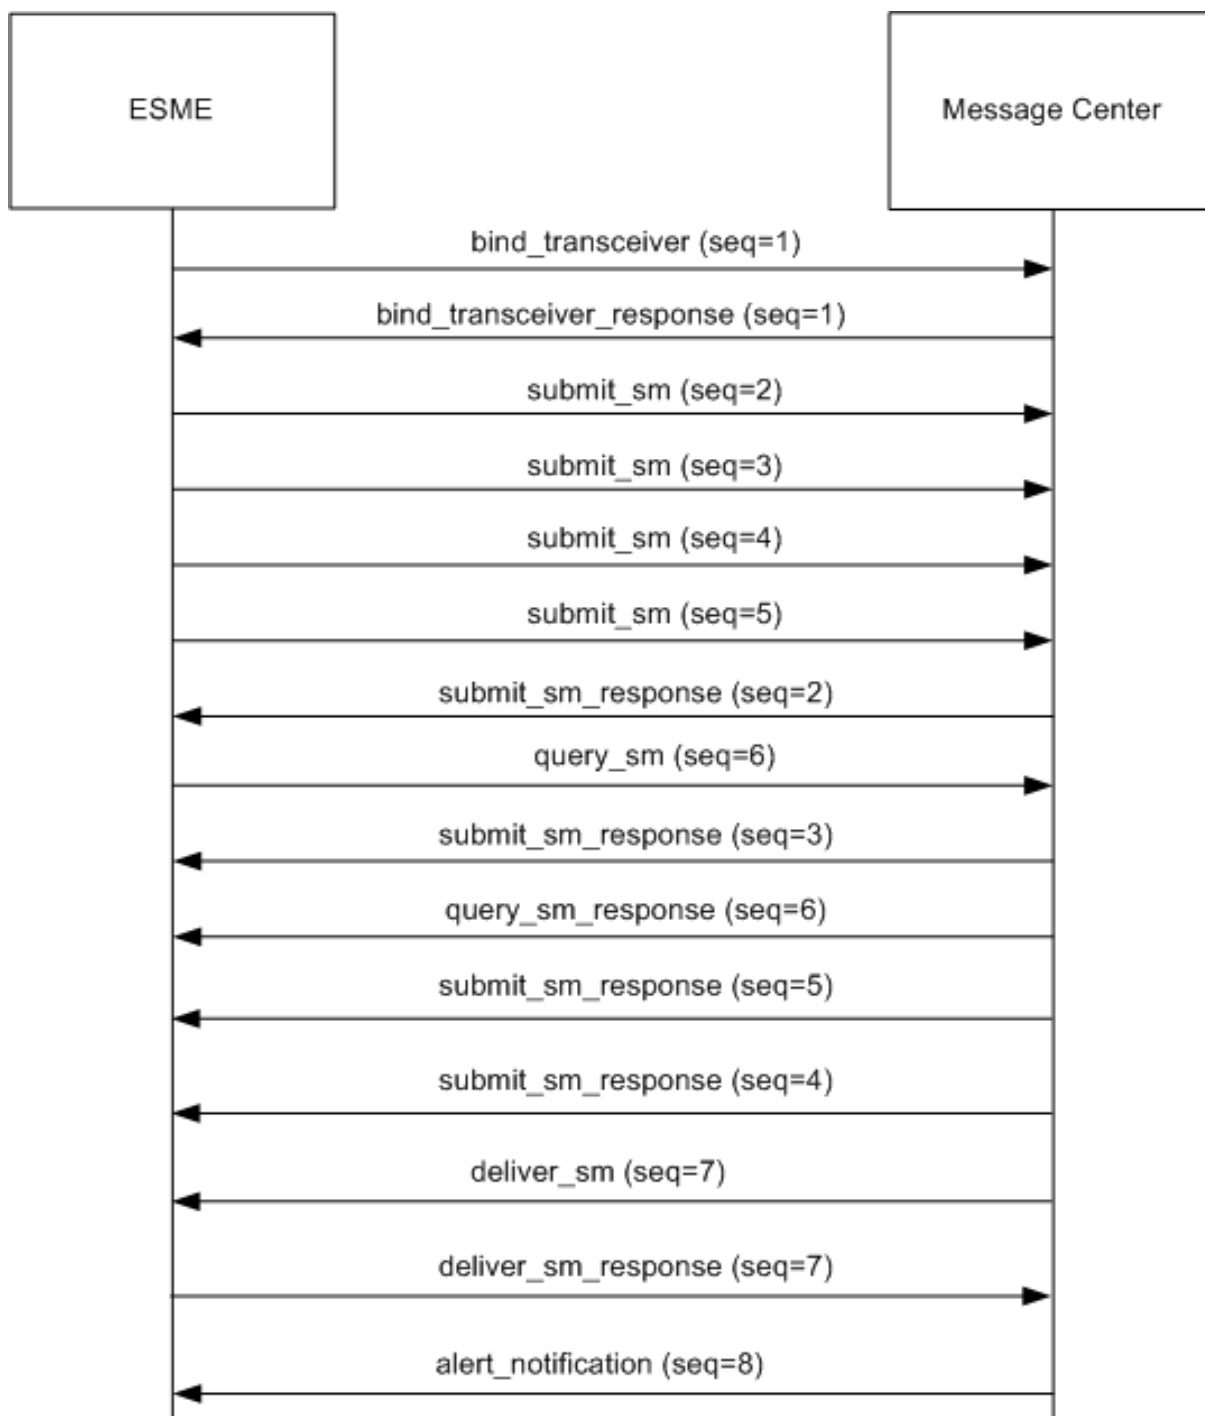 ESME
Message Center
bind_transceiver (seq=1)
bind_transceiver_response (seq=1)
submit_sm (seq=2)
submit_sm (seq=3)
submit_sm (seq=4)
submit_sm (seq=5)
submit_sm_response (seq=2)
query_sm (seq=6)
submit_sm_response (seq=3)
query_sm_response (seq=6)
submit_sm_response (seq=5)
submit_sm_response (seq=4)
deliver_sm (seq=7)
deliver_sm_response (seq=7)
alert_notification (seq=8)